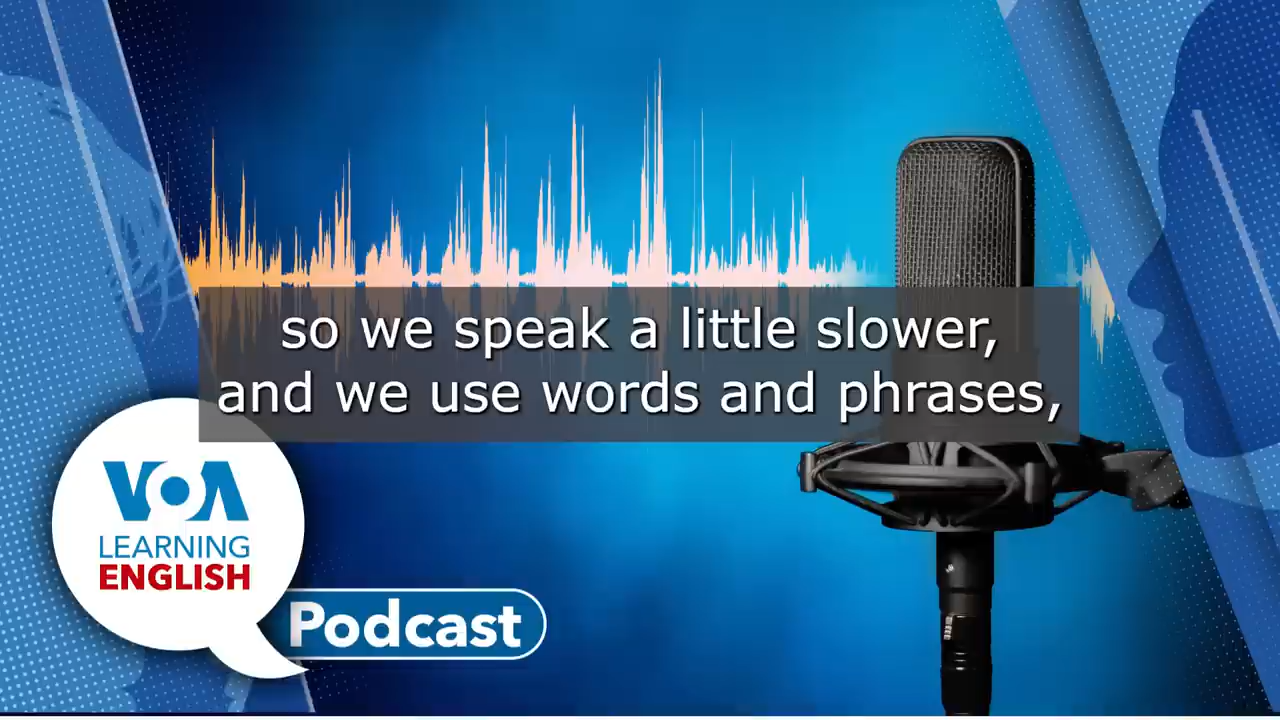 so we speak a little slower,
and we use words and phrases,
VOA
LEARNING
ENGLISH
Podcast